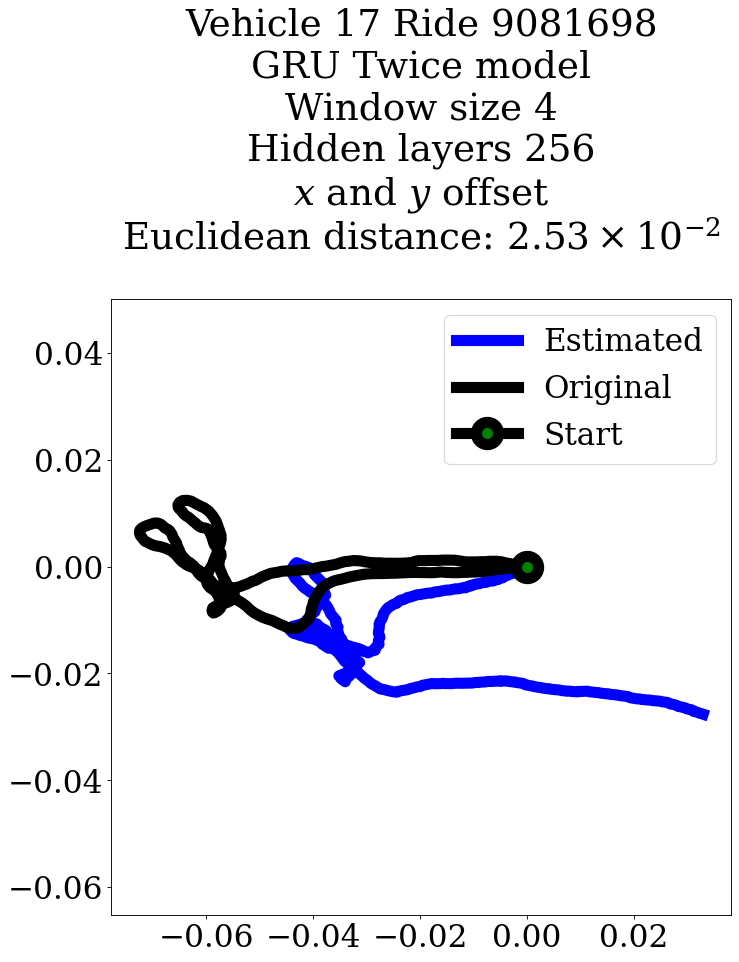 Vehicle 17 Ride 9081698
GRU Twice model
Window size 4
Hidden layers 256
x and y offset
Euclidean distance: 2.53 × 10⁻²
Estimated
Original
Start
0.04
0.02
0.00
−0.02
−0.04
−0.06
−0.06 −0.04 −0.02 0.00 0.02